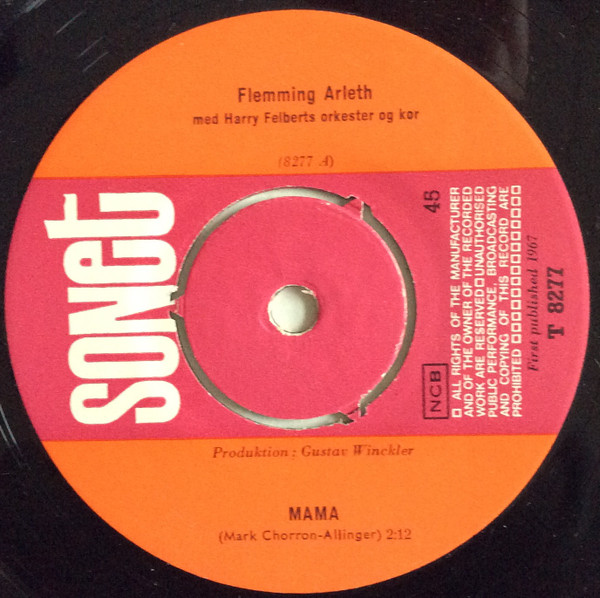 Flemming Arleth
med Harry Felberts orkester og kor
(8277 A)
sonet
45
NCB
□ ALL RIGHTS OF THE MANUFACTURER
AND OF THE OWNER OF THE RECORDED
WORK ARE RESERVED □ UNAUTHORISED
PUBLIC PERFORMANCE, BROADCASTING
AND COPYING OF THIS RECORD ARE
PROHIBITED □□□□□□□□□□□□
First published 1967
T 8277
Produktion: Gustav Winckler
MAMA
(Mark Chorron-Allinger) 2:12